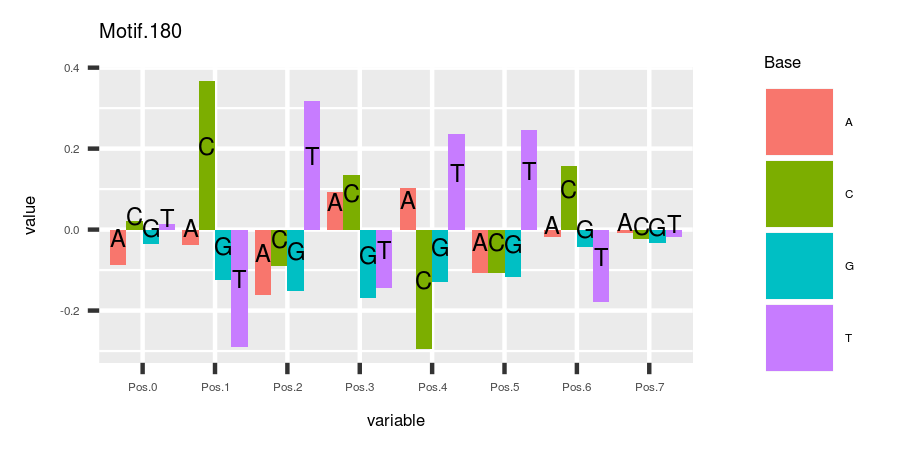 Motif.180
Base
0.4
0.2
0.0
-0.2
value
A C G T
A C G T
A C G T
A C G T
A C G T
A C G T
A C G T
A C G T
A
C
G
T
Pos.0 Pos.1 Pos.2 Pos.3 Pos.4 Pos.5 Pos.6 Pos.7
variable